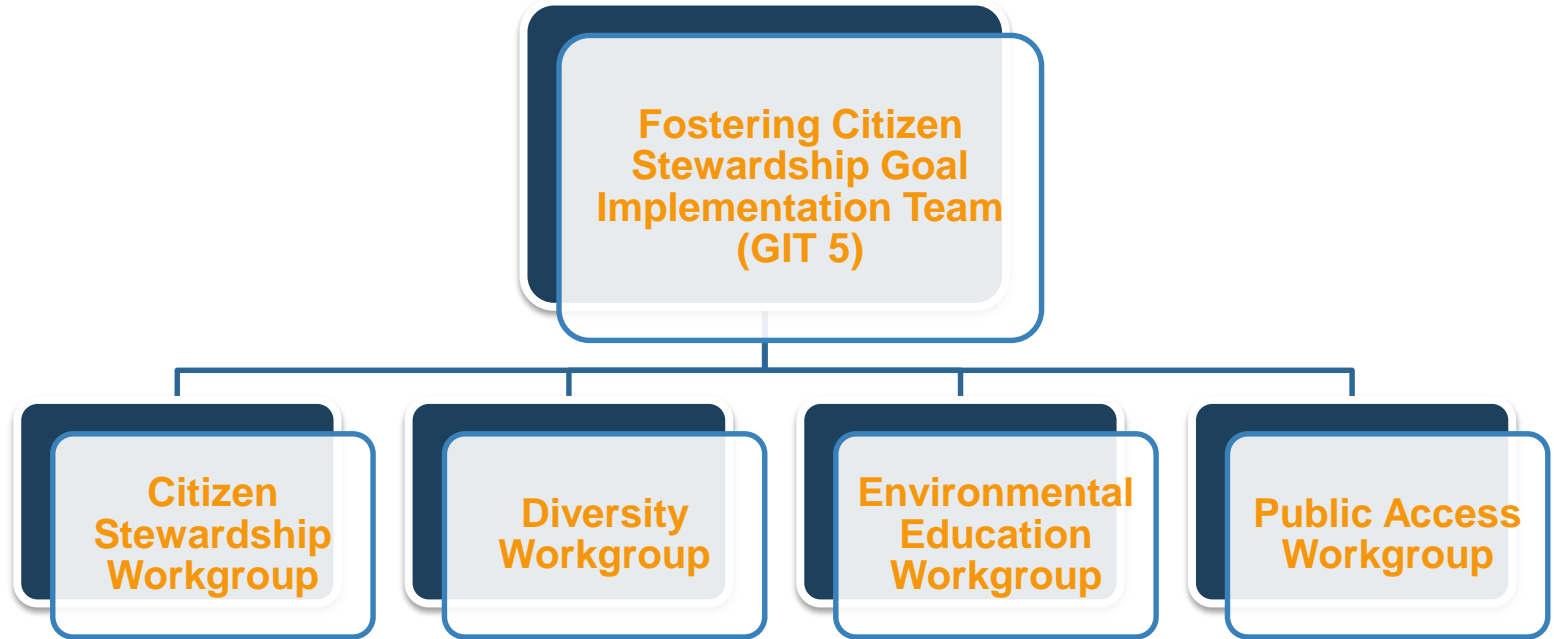 Fostering Citizen
Stewardship Goal
Implementation Team
(GIT 5)
Citizen
Stewardship
Workgroup
Diversity
Workgroup
Environmental
Education
Workgroup
Public Access
Workgroup